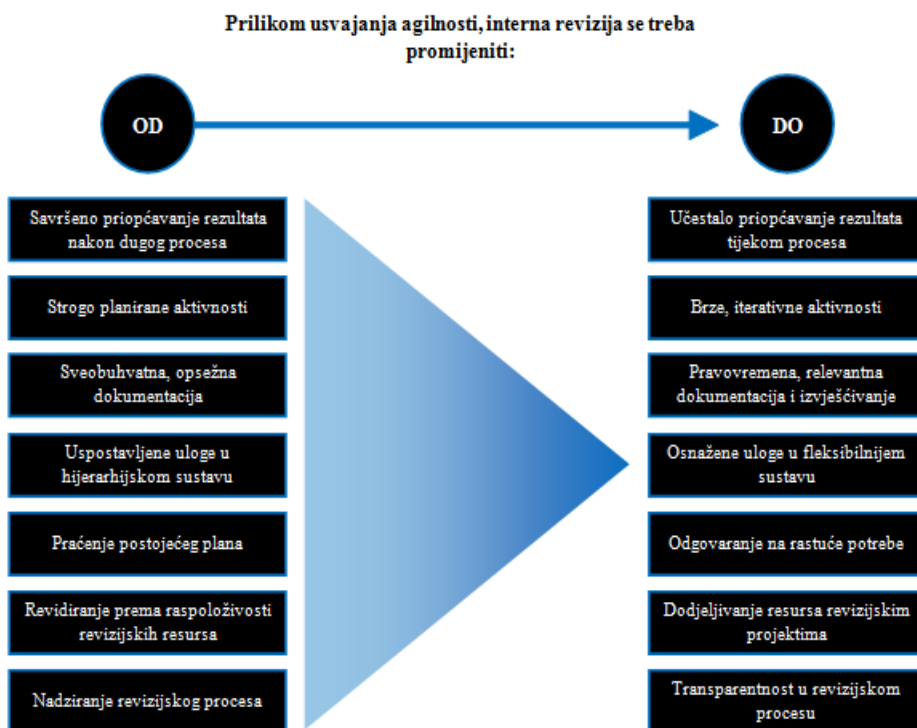 Prilikom usvajanja agilnosti, interna revizija se treba
promijeniti:
OD
DO
Savršeno priopćavanje rezultata
nakon dugog procesa
Učestalo priopćavanje rezultata
tijekom procesa
Strogo planirane aktivnosti
Brze, iterativne aktivnosti
Sveobuhvatna, opsežna
dokumentacija
Pravovremena, relevantna
dokumentacija i izvješćivanje
Uspostavljene uloge u
hijerarhijskom sustavu
Osnažene uloge u fleksibilnijem
sustavu
Praćenje postojećeg plana
Odgovaranje na rastuće potrebe
Revidiranje prema raspoloživosti
revizijskih resursa
Dodjeljivanje resursa revizijskim
projektima
Nadziranje revizijskog procesa
Transparentnost u revizijskom
procesu